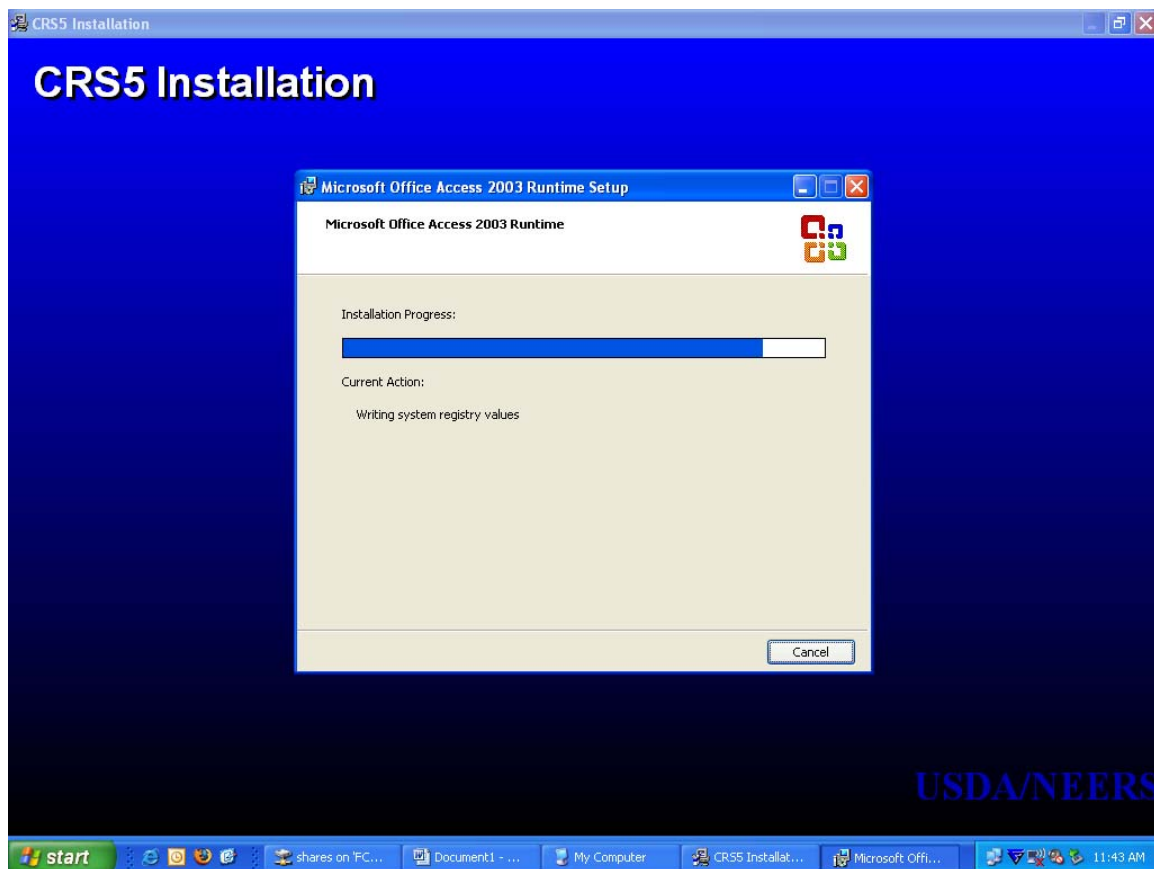 CRS5 Installation
CRS5 Installation
Microsoft Office Access 2003 Runtime Setup
Microsoft Office Access 2003 Runtime
Installation Progress:
Current Action:
Writing system registry values
Cancel
USDA/NEERS
start
shares on 'FC...
Document1 - ...
My Computer
CRS5 Installat...
Microsoft Offi...
11:43 AM